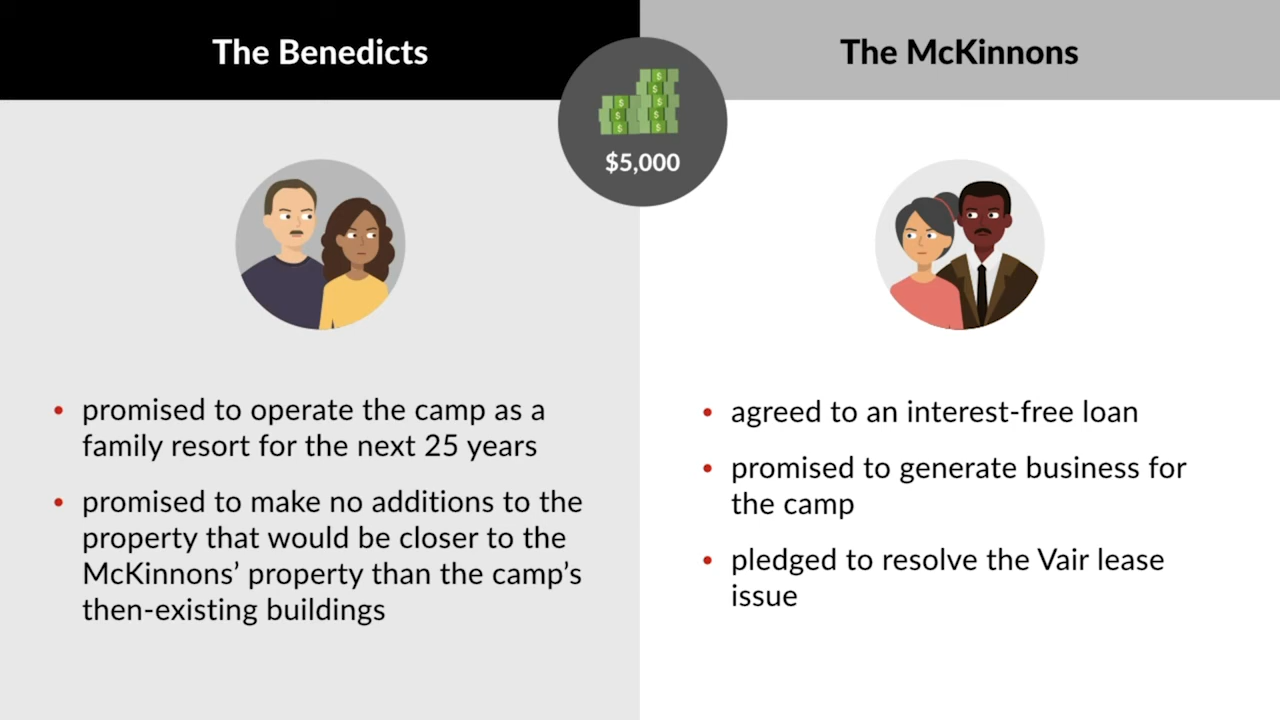 The Benedicts
The McKinnons
$5,000
• promised to operate the camp as a
family resort for the next 25 years
• promised to make no additions to the
property that would be closer to the
McKinnons’ property than the camp’s
then-existing buildings
• agreed to an interest-free loan
• promised to generate business for
the camp
• pledged to resolve the Vair lease
issue